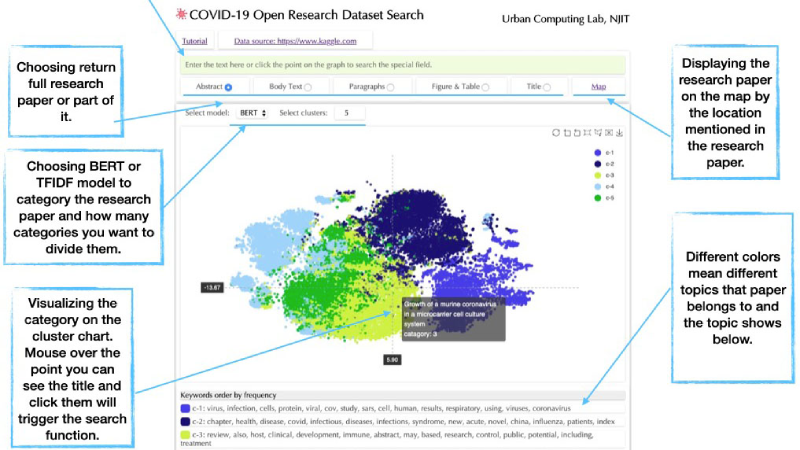 COVID-19 Open Research Dataset Search
Urban Computing Lab, NJIT
Tutorial
Data source: https://www.kaggle.com
Enter the text here or click the point on the graph to search the special field.
Abstract
Body Text
Paragraphs
Figure & Table
Title
Map
Select model:
BERT
Select clusters:
5
c-1
c-2
c-3
c-4
c-5
-13.67
Growth of a murine coronavirus
in a microcarrier cell culture
system
catagory: 3
5.90
Keywords order by frequency
c-1: virus, infection, cells, protein, viral, cov, study, sars, cell, human, results, respiratory, using, viruses, coronavirus
c-2: chapter, health, disease, covid, infectious, diseases, infections, syndrome, new, acute, novel, china, influenza, patients, index
c-3: review, also, host, clinical, development, immune, abstract, may, based, research, control, public, potential, including,
treatment
Choosing return
full research
paper or part of
it.
Choosing BERT or
TFIDF model to
category the research
paper and how many
categories you want to
divide them.
Visualizing the
category on the
cluster chart.
Mouse over the
point you can
see the title and
click them will
trigger the search
function.
Displaying the
research paper
on the map by
the location
mentioned in
the research
paper.
Different colors
mean different
topics that paper
belongs to and
the topic shows
below.